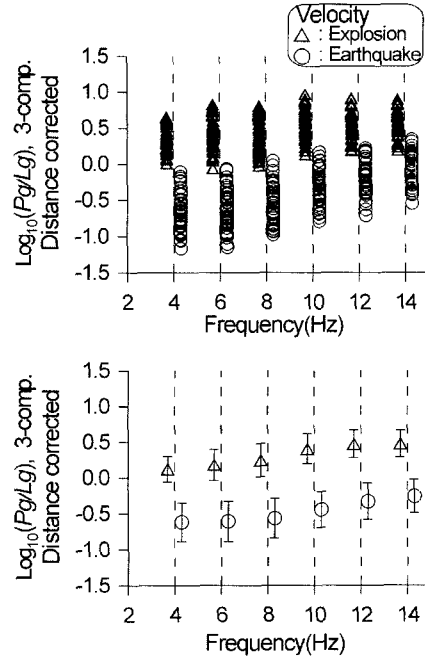 Velocity
△ : Explosion
○ : Earthquake
Log10(Pg/Lg), 3-comp.
Distance corrected
1.5
1.0
0.5
0.0
-0.5
-1.0
-1.5
2 4 6 8 10 12 14
Frequency(Hz)
Log10(Pg/Lg), 3-comp.
Distance corrected
1.5
1.0
0.5
0.0
-0.5
-1.0
-1.5
2 4 6 8 10 12 14
Frequency(Hz)